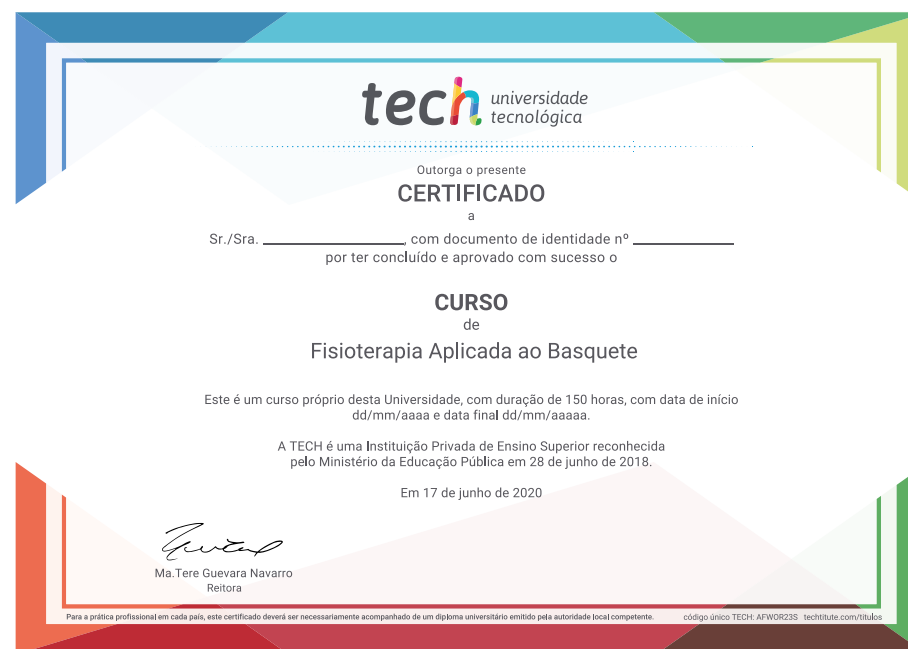 tech universidade
tecnológica
Outorga o presente
CERTIFICADO
a
Sr./Sra. ________________, com documento de identidade nº ____________
por ter concluído e aprovado com sucesso o
CURSO
de
Fisioterapia Aplicada ao Basquete
Este é um curso próprio desta Universidade, com duração de 150 horas, com data de início
dd/mm/aaaa e data final dd/mm/aaaaa.
A TECH é uma Instituição Privada de Ensino Superior reconhecida
pelo Ministério da Educação Pública em 28 de junho de 2018.
Em 17 de junho de 2020
Ma.Tere Guevara Navarro
Reitora
Para a prática profissional em cada país, este certificado deverá ser necessariamente acompanhado de um diploma universitário emitido pela autoridade local competente. código único TECH: AFWOR23S techtitute.com/titulos